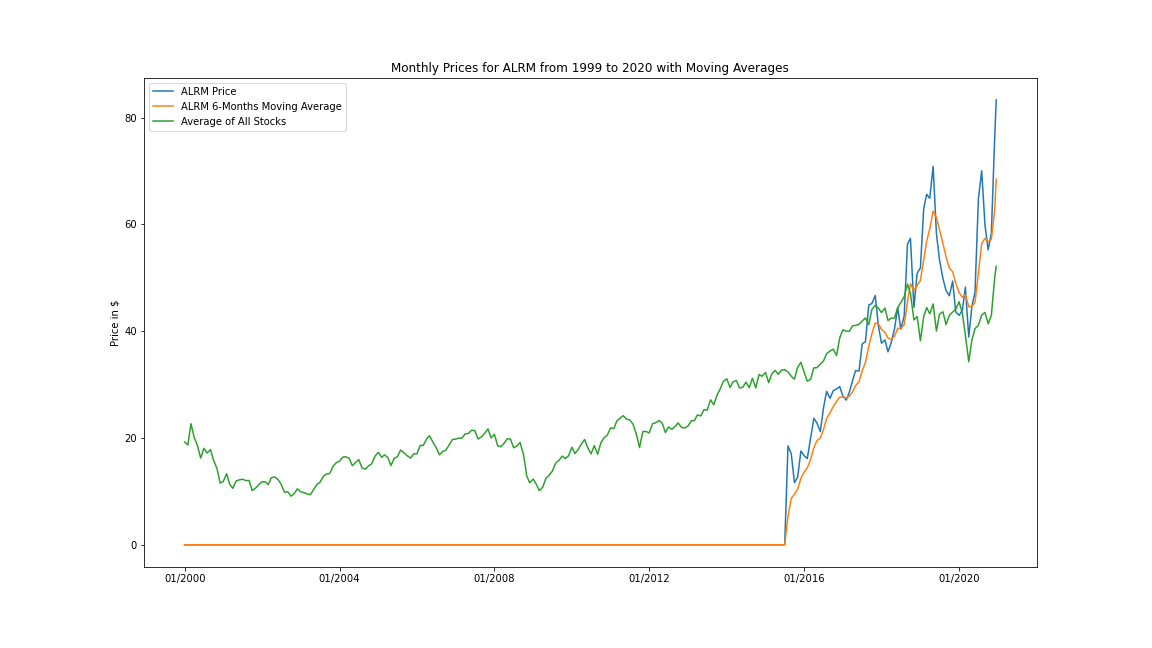 Monthly Prices for ALRM from 1999 to 2020 with Moving Averages
ALRM Price
ALRM 6-Months Moving Average
Average of All Stocks
Price in $
80
60
40
20
0
01/2000
01/2004
01/2008
01/2012
01/2016
01/2020